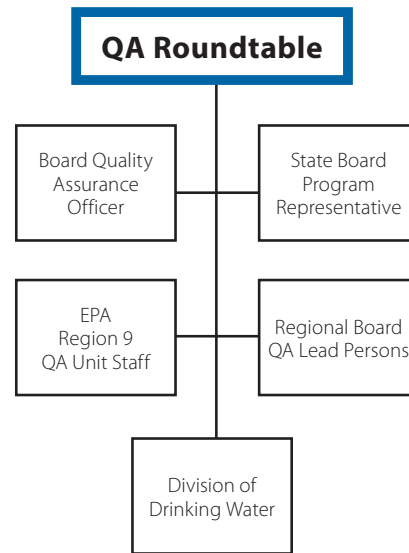 QA Roundtable
Board Quality
Assurance
Officer
State Board
Program
Representative
EPA
Region 9
QA Unit Staff
Regional Board
QA Lead Persons
Division of
Drinking Water